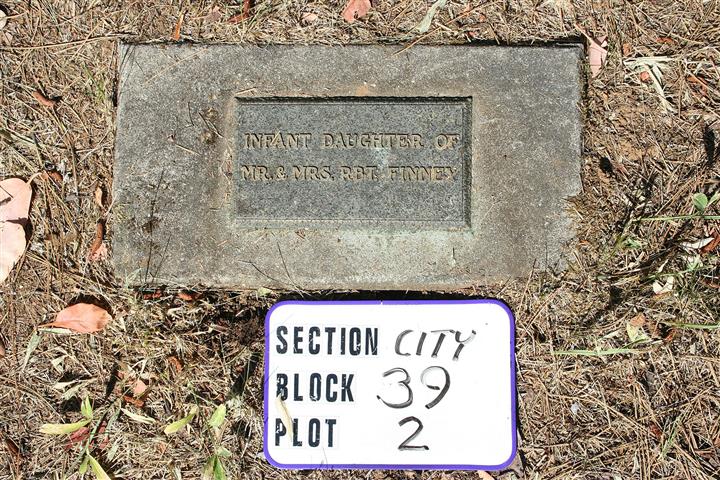 INFANT DAUGHTER OF
MR. & MRS. RBT. FINNEY
SECTION CITY
BLOCK 39
PLOT 2